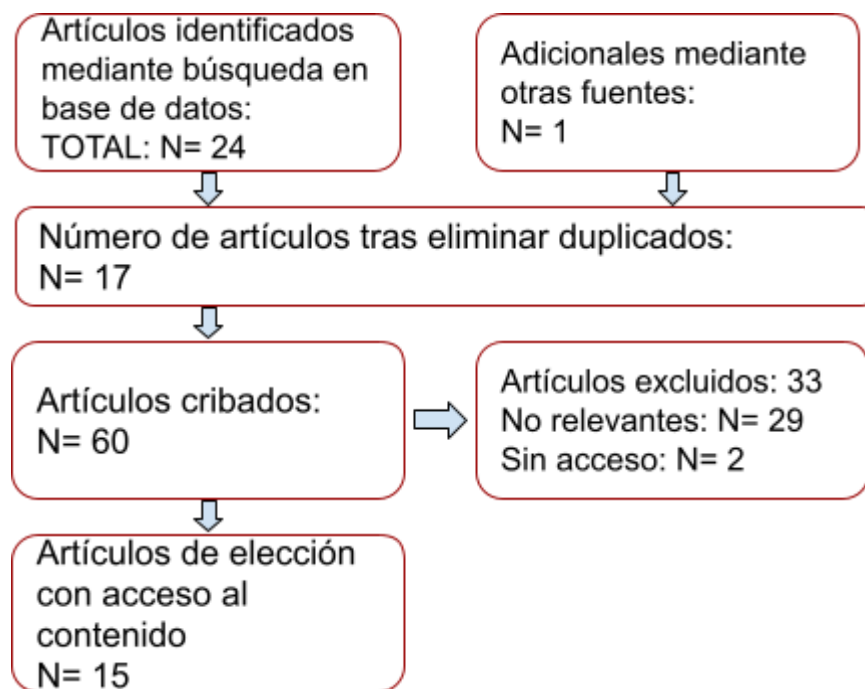 Artículos identificados
mediante búsqueda en
base de datos:
TOTAL: N= 24
Adicionales mediante
otras fuentes:
N= 1
Número de artículos tras eliminar duplicados:
N= 17
Artículos cribados:
N= 60
Artículos excluidos: 33
No relevantes: N= 29
Sin acceso: N= 2
Artículos de elección
con acceso al
contenido
N= 15